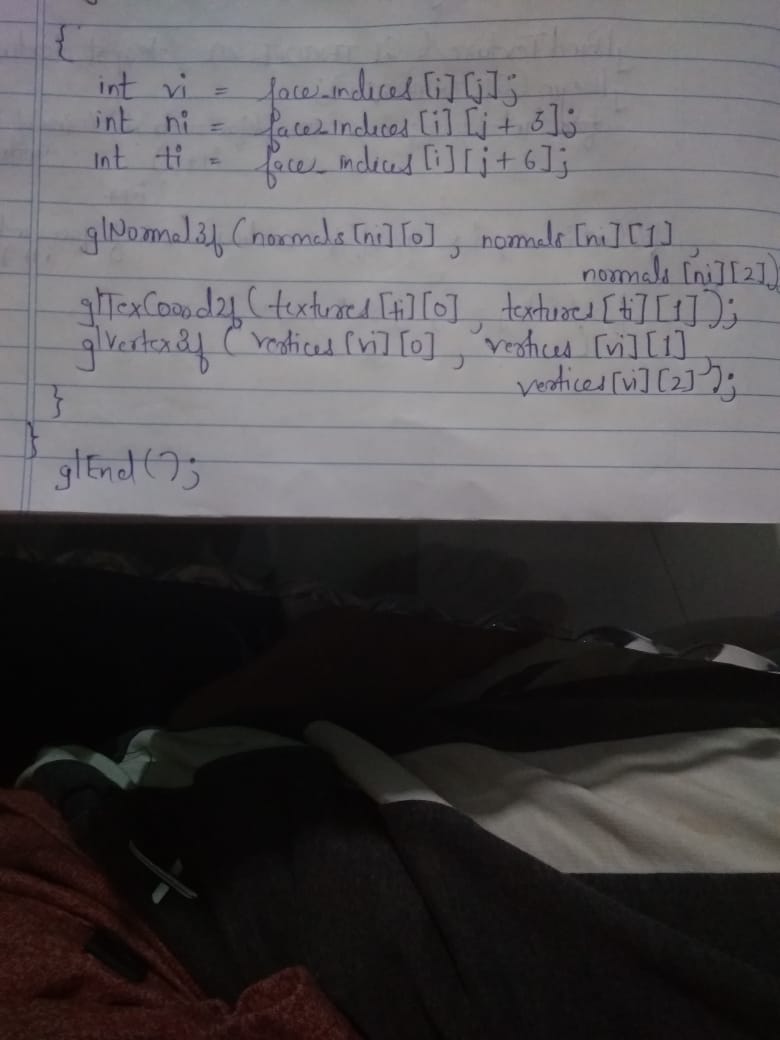 {
int vi = face_indices[i][j];
int ni = face_indices[i][j + 3];
int ti = face_indices[i][j + 6];
glNormal3f (normals[ni][0], normals[ni][1],
normals[ni][2])
glTexCoord2f (textures[ti][0], textures[ti][1]);
glVertex3f (vertices[vi][0], vertices[vi][1],
vertices[vi][2]);
}
}
glEnd();